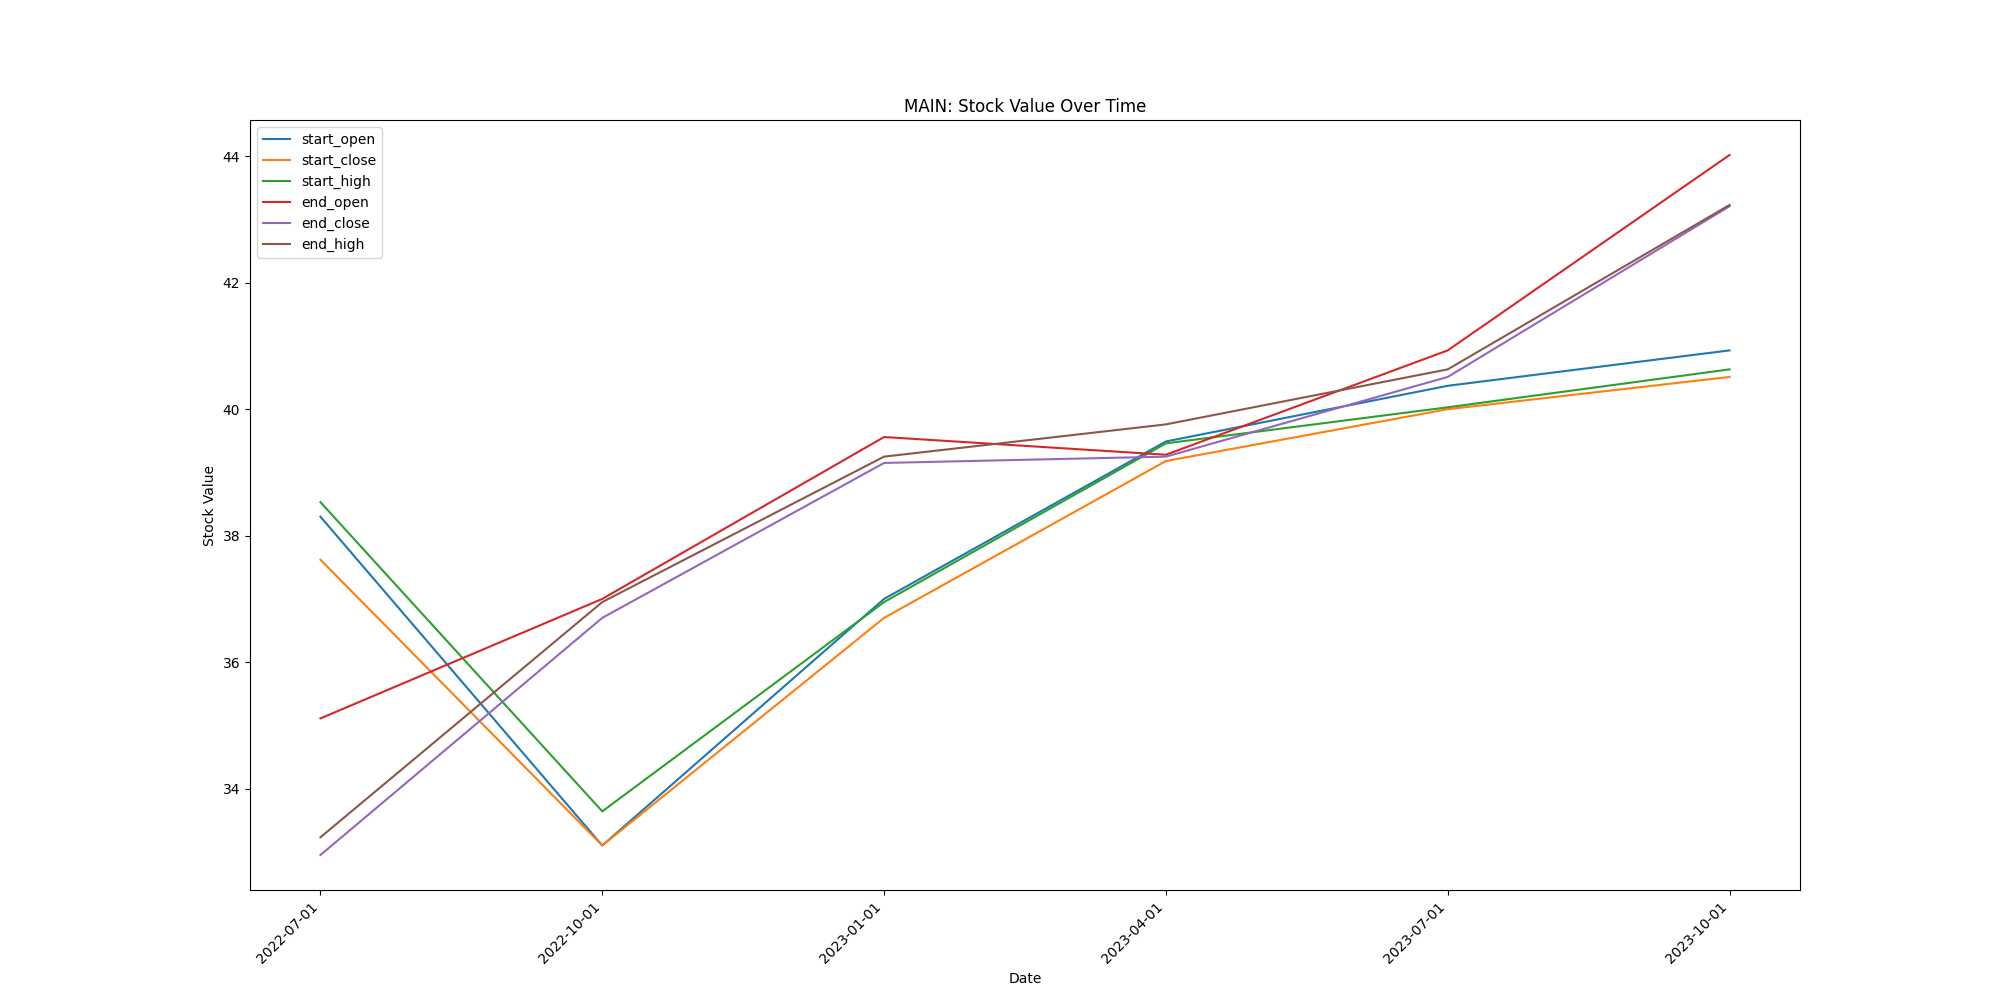 MAIN: Stock Value Over Time
start_open
start_close
start_high
end_open
end_close
end_high
44
42
40
38
36
34
Stock Value
2022-07-01
2022-10-01
2023-01-01
2023-04-01
2023-07-01
2023-10-01
Date